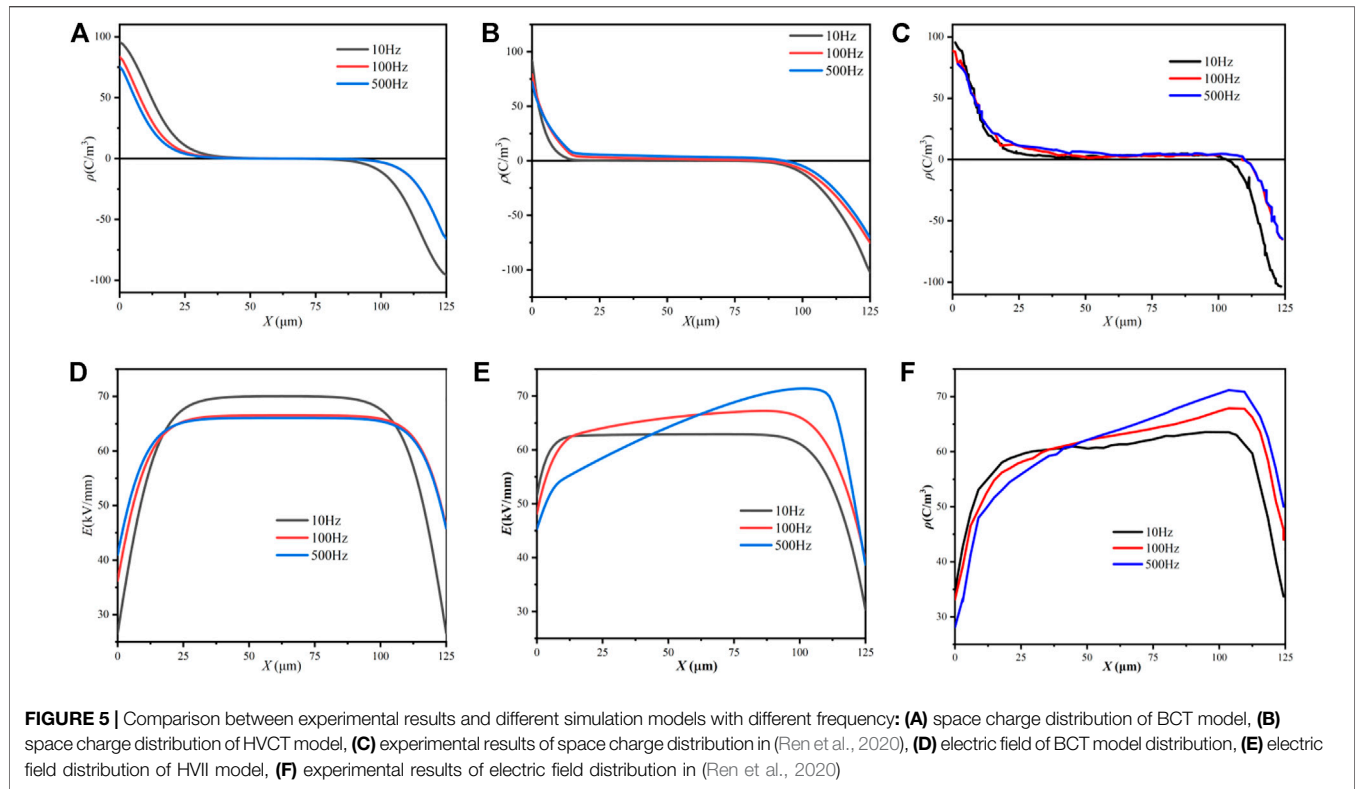 A
100
50
0
-50
-100
ρ(C/m³)
10Hz
100Hz
500Hz
0 25 50 75 100 125
X (μm)
B
100
50
0
-50
-100
ρ(C/m³)
10Hz
100Hz
500Hz
0 25 50 75 100 125
X(μm)
C
100
50
0
-50
-100
ρ(C/m³)
10Hz
100Hz
500Hz
0 25 50 75 100 125
X (μm)
D
70
60
50
40
30
E(kV/mm)
10Hz
100Hz
500Hz
0 25 50 75 100 125
X (μm)
E
70
60
50
40
30
E(kV/mm)
10Hz
100Hz
500Hz
0 25 50 75 100 125
X (μm)
F
70
60
50
40
30
ρ(C/m³)
10Hz
100Hz
500Hz
0 25 50 75 100 125
X (μm)
FIGURE 5 | Comparison between experimental results and different simulation models with different frequency: (A) space charge distribution of BCT model, (B)
space charge distribution of HVCT model, (C) experimental results of space charge distribution in (Ren et al., 2020), (D) electric field of BCT model distribution, (E) electric
field distribution of HVII model, (F) experimental results of electric field distribution in (Ren et al., 2020)